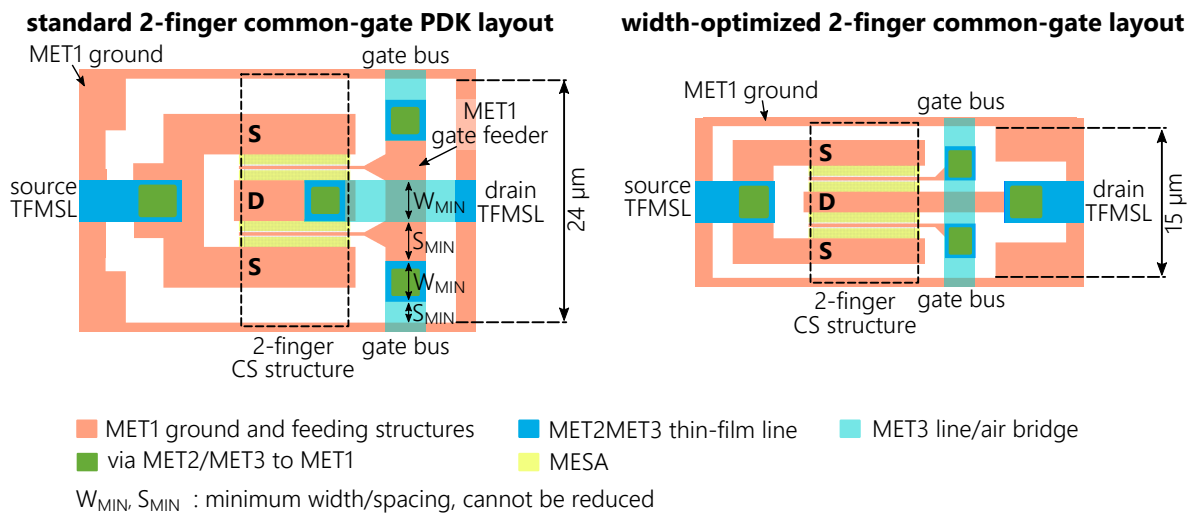 standard 2-finger common-gate PDK layout
MET1 ground
gate bus
MET1
gate feeder
S
D
S
source
TFMSL
drain
TFMSL
W_MIN
S_MIN
W_MIN
S_MIN
24 µm
2-finger
CS structure
gate bus
width-optimized 2-finger common-gate layout
MET1 ground
gate bus
S
D
S
source
TFMSL
drain
TFMSL
15 µm
2-finger
CS structure
gate bus
MET1 ground and feeding structures
MET2MET3 thin-film line
MET3 line/air bridge
via MET2/MET3 to MET1
MESA
W_MIN, S_MIN : minimum width/spacing, cannot be reduced